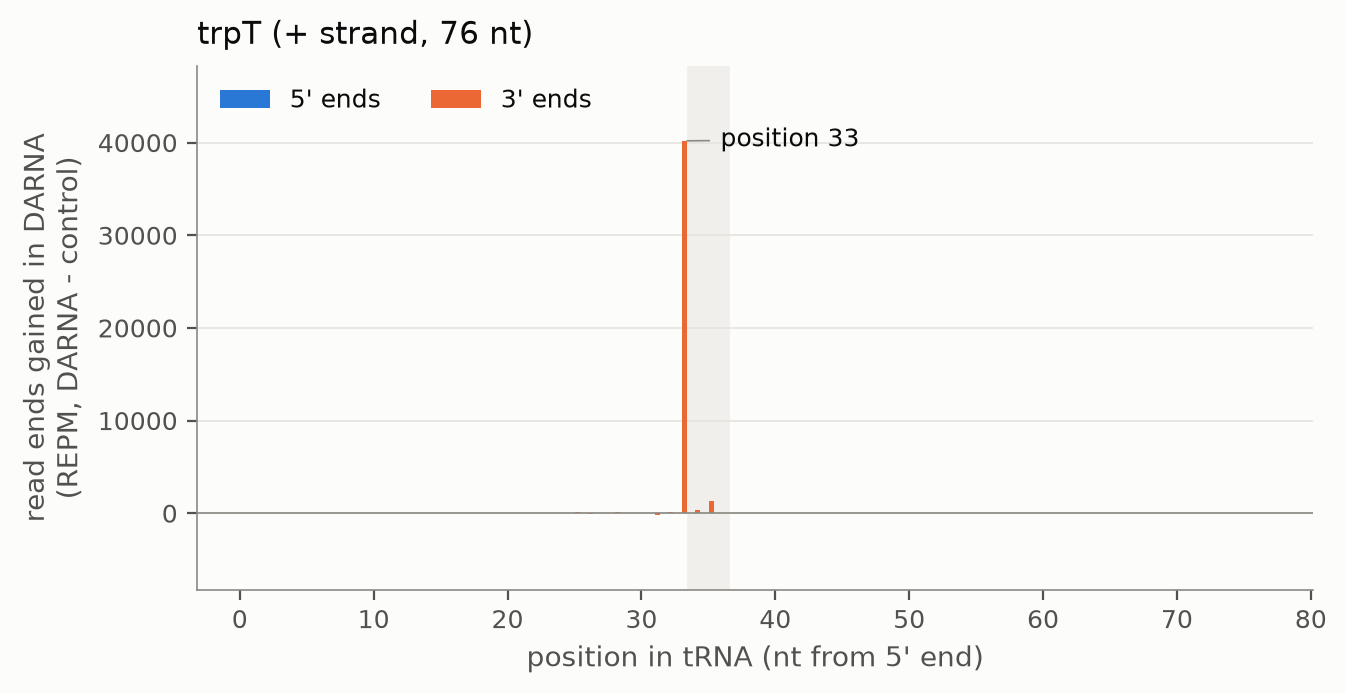 trpT (+ strand, 76 nt)
5' ends
3' ends
position 33
read ends gained in DARNA
(REPM, DARNA - control)
40000
30000
20000
10000
0
0 10 20 30 40 50 60 70 80
position in tRNA (nt from 5' end)